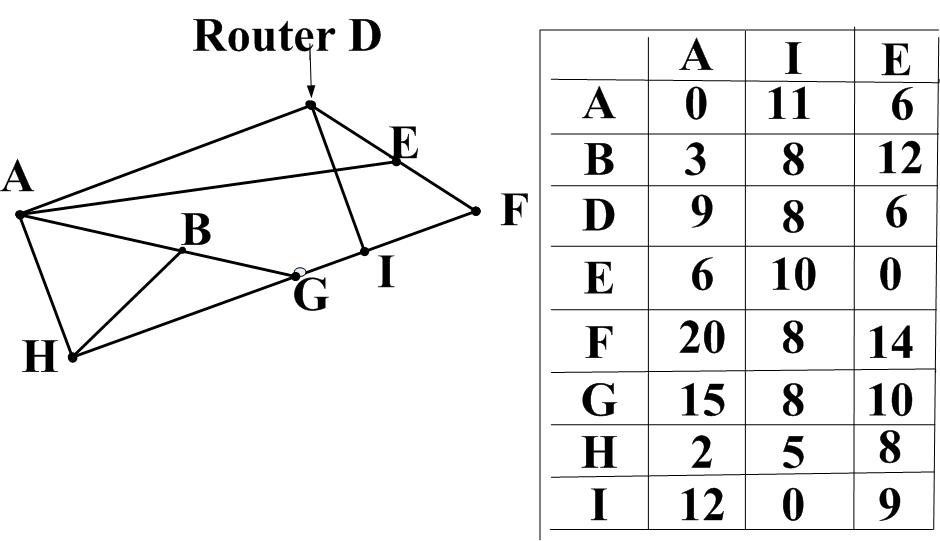 Router D
A
E
F
B
I
G
H
A I E
A 0 11 6
B 3 8 12
D 9 8 6
E 6 10 0
F 20 8 14
G 15 8 10
H 2 5 8
I 12 0 9